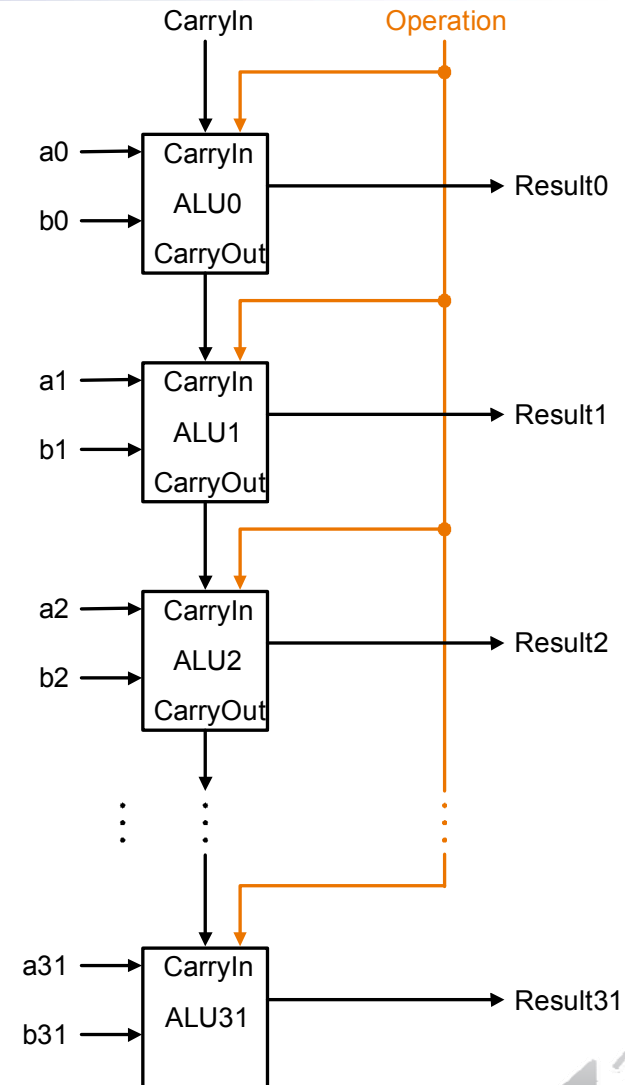 CarryIn Operation
a0 CarryIn
ALU0 Result0
b0
CarryOut
a1 CarryIn
ALU1 Result1
b1
CarryOut
a2 CarryIn
ALU2 Result2
b2
CarryOut
a31 CarryIn
ALU31 Result31
b31